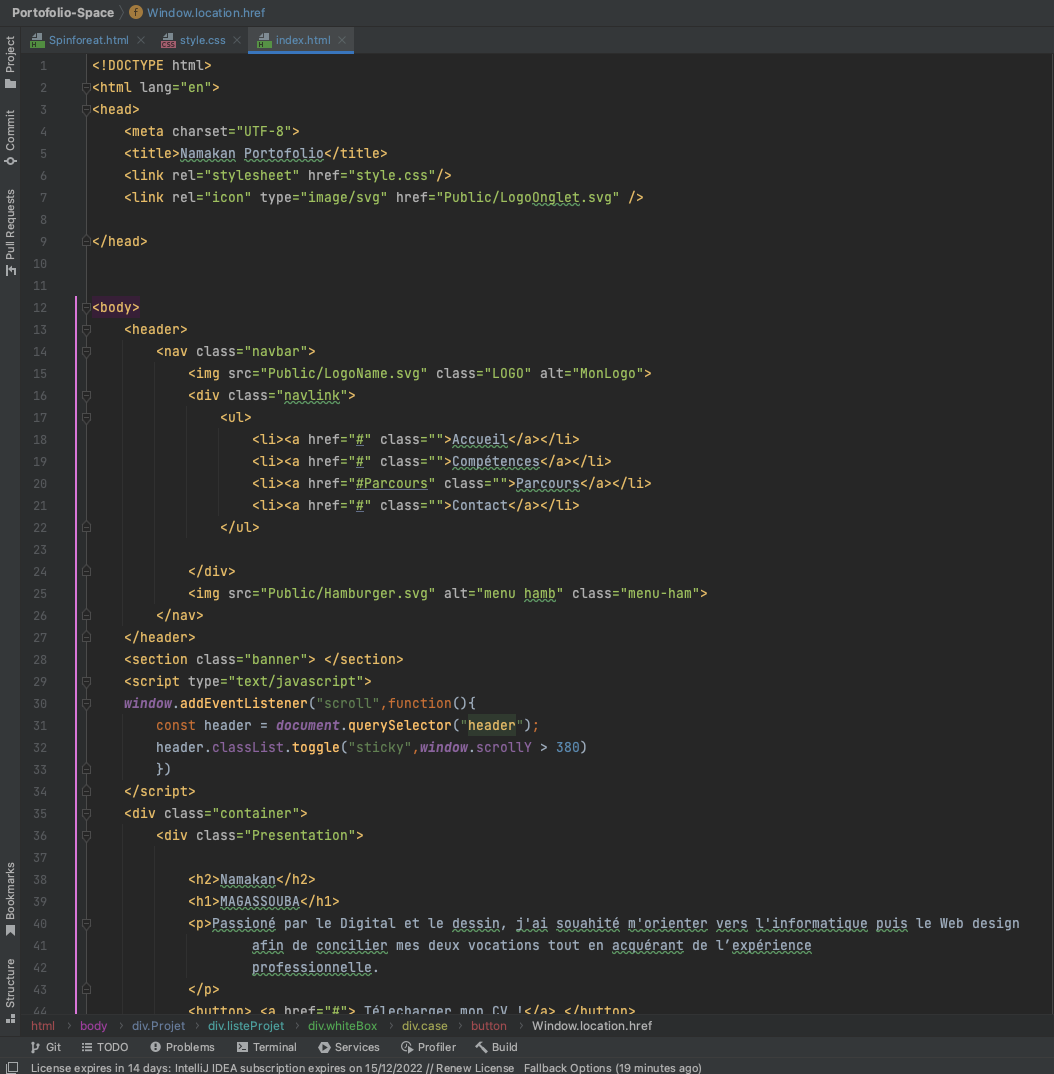 Portofolio-Space f Window.location.href
Spinforeat.html style.css index.html
Project
Commit
Pull Requests
Bookmarks
Structure
1 <!DOCTYPE html>
2 <html lang="en">
3 <head>
4 <meta charset="UTF-8">
5 <title>Namakan Portofolio</title>
6 <link rel="stylesheet" href="style.css"/>
7 <link rel="icon" type="image/svg" href="Public/LogoOnglet.svg" />
8
9 </head>
10
11
12 <body>
13 <header>
14 <nav class="navbar">
15 <img src="Public/LogoName.svg" class="LOGO" alt="MonLogo">
16 <div class="navlink">
17 <ul>
18 <li><a href="#" class="">Accueil</a></li>
19 <li><a href="#" class="">Compétences</a></li>
20 <li><a href="#Parcours" class="">Parcours</a></li>
21 <li><a href="#" class="">Contact</a></li>
22 </ul>
23
24 </div>
25 <img src="Public/Hamburger.svg" alt="menu hamb" class="menu-ham">
26 </nav>
27 </header>
28 <section class="banner"> </section>
29 <script type="text/javascript">
30 window.addEventListener("scroll",function(){
31 const header = document.querySelector("header");
32 header.classList.toggle("sticky",window.scrollY > 380)
33 })
34 </script>
35 <div class="container">
36 <div class="Presentation">
37
38 <h2>Namakan</h2>
39 <h1>MAGASSOUBA</h1>
40 <p>Passioné par le Digital et le dessin, j'ai souahité m'orienter vers l'informatique puis le Web design
41 afin de concilier mes deux vocations tout en acquérant de l’expérience
42 professionnelle.
43 </p>
44 <button> <a href="#"> Télecharger mon CV !</a> </button>
html body div.Projet div.listeProjet div.whiteBox div.case button Window.location.href
Git TODO Problems Terminal Services Profiler Build
License expires in 14 days: IntelliJ IDEA subscription expires on 15/12/2022 // Renew License Fallback Options (19 minutes ago)